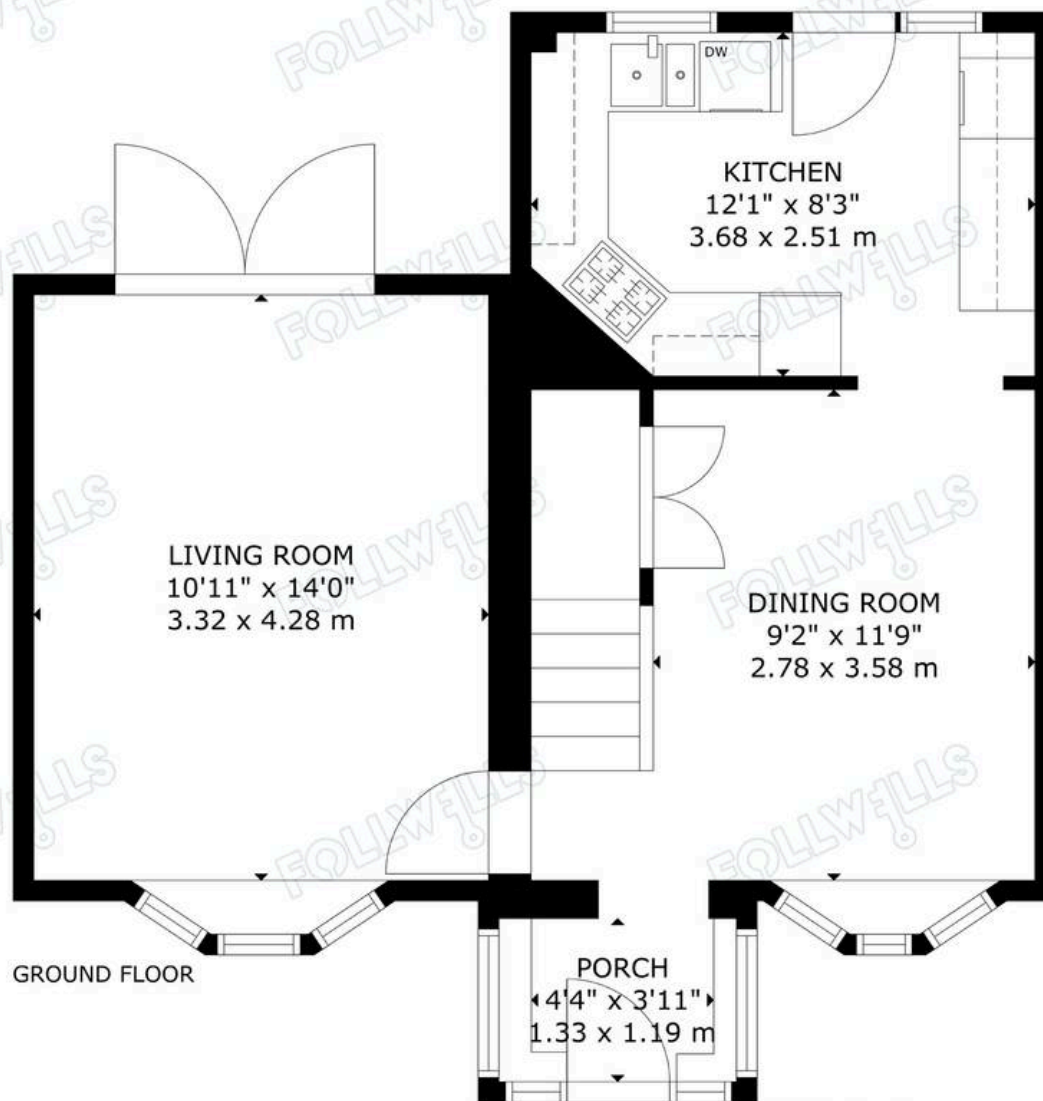 FOLLWELLS
DW
KITCHEN
12'1" x 8'3"
3.68 x 2.51 m
LIVING ROOM
10'11" x 14'0"
3.32 x 4.28 m
DINING ROOM
9'2" x 11'9"
2.78 x 3.58 m
GROUND FLOOR
PORCH
4'4" x 3'11"
1.33 x 1.19 m